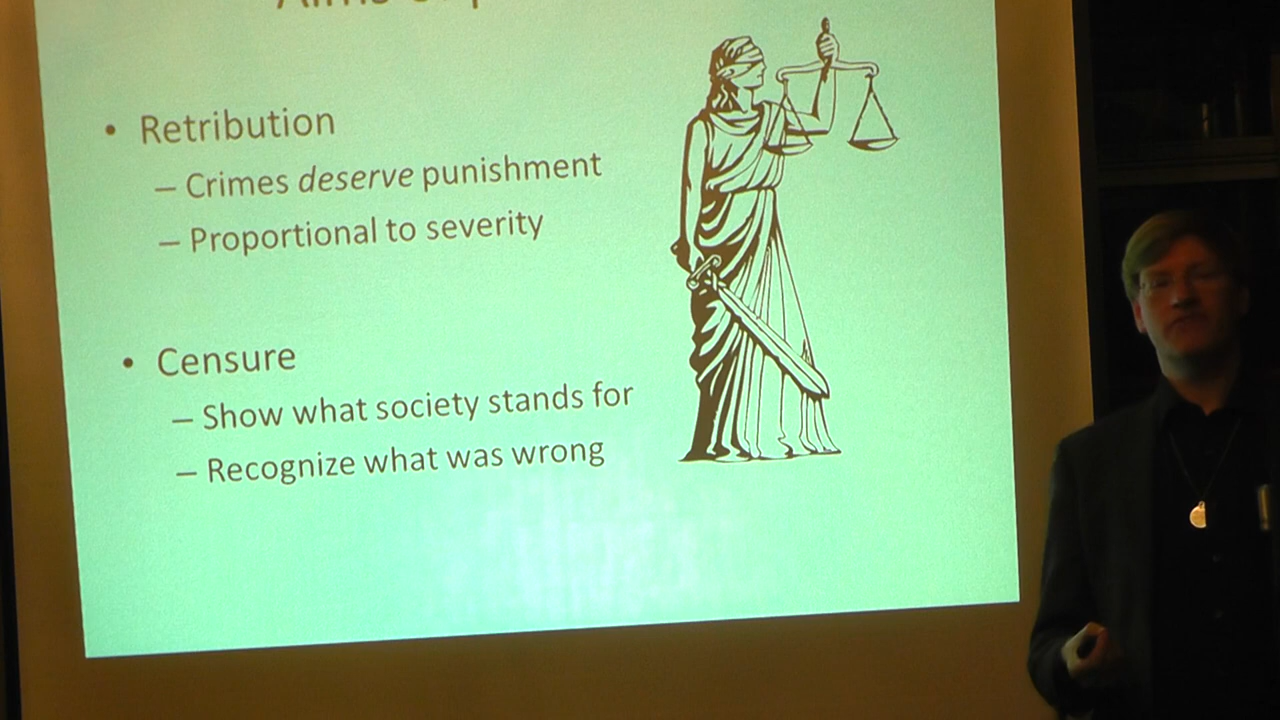 • Retribution
– Crimes deserve punishment
– Proportional to severity
• Censure
– Show what society stands for
– Recognize what was wrong